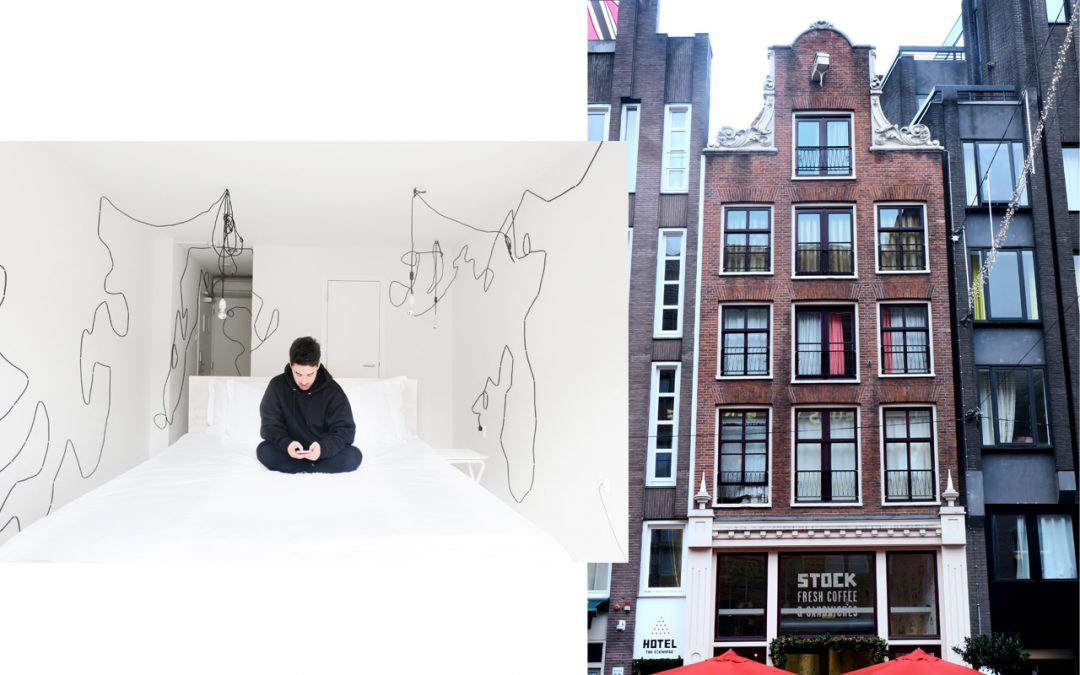 STOCK
FRESH COFFEE
& SANDWICHES
HOTEL
THE EXCHANGE